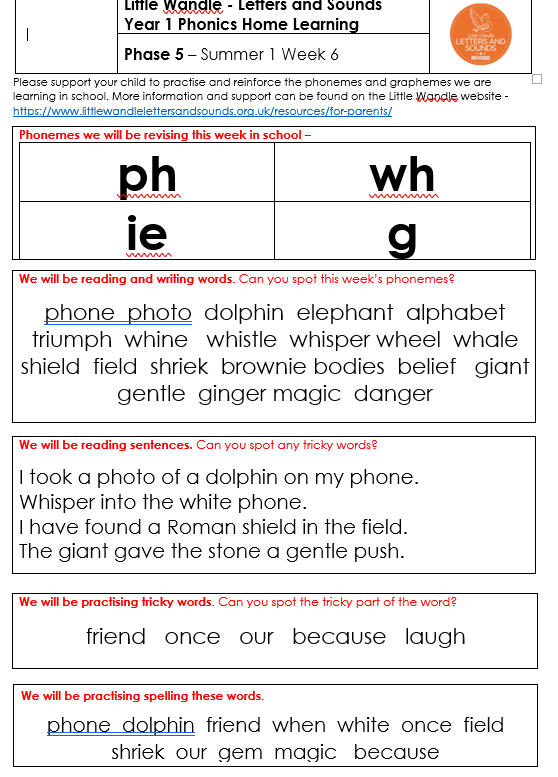 Little Wandle - Letters and Sounds
Year 1 Phonics Home Learning
Phase 5 – Summer 1 Week 6
Little Wandle
LETTERS AND
SOUNDS
REVISED
Please support your child to practise and reinforce the phonemes and graphemes we are
learning in school. More information and support can be found on the Little Wandle website -
https://www.littlewandlelettersandsounds.org.uk/resources/for-parents/
Phonemes we will be revising this week in school –
ph wh
ie g
We will be reading and writing words. Can you spot this week's phonemes?
phone photo dolphin elephant alphabet
triumph whine whistle whisper wheel whale
shield field shriek brownie bodies belief giant
gentle ginger magic danger
We will be reading sentences. Can you spot any tricky words?
I took a photo of a dolphin on my phone.
Whisper into the white phone.
I have found a Roman shield in the field.
The giant gave the stone a gentle push.
We will be practising tricky words. Can you spot the tricky part of the word?
friend once our because laugh
We will be practising spelling these words.
phone dolphin friend when white once field
shriek our gem magic because